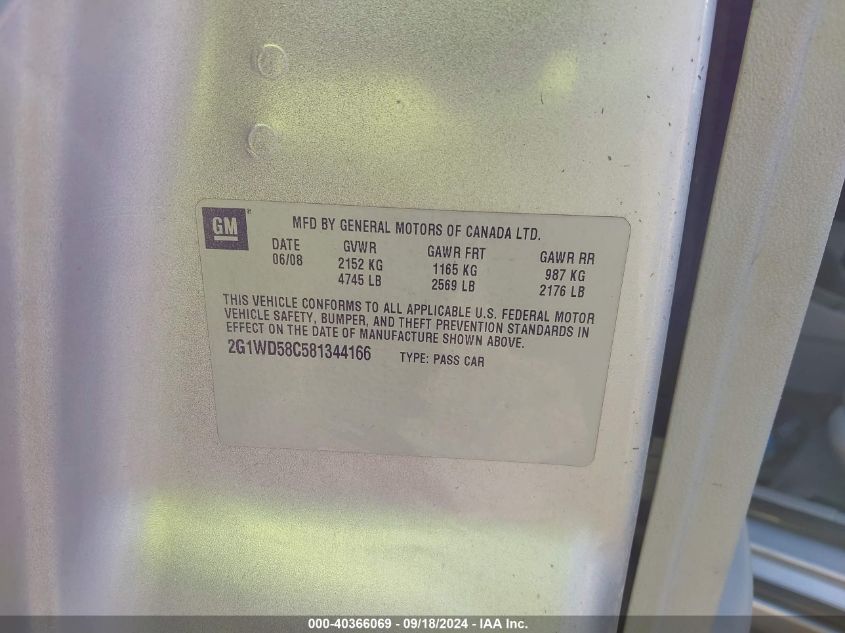 GM
MFD BY GENERAL MOTORS OF CANADA LTD.
DATE GVWR GAWR FRT GAWR RR
06/08 2152 KG 1165 KG 987 KG
4745 LB 2569 LB 2176 LB
THIS VEHICLE CONFORMS TO ALL APPLICABLE U.S. FEDERAL MOTOR
VEHICLE SAFETY, BUMPER, AND THEFT PREVENTION STANDARDS IN
EFFECT ON THE DATE OF MANUFACTURE SHOWN ABOVE.
2G1WD58C581344166 TYPE: PASS CAR
000-40366069 - 09/18/2024 - IAA Inc.